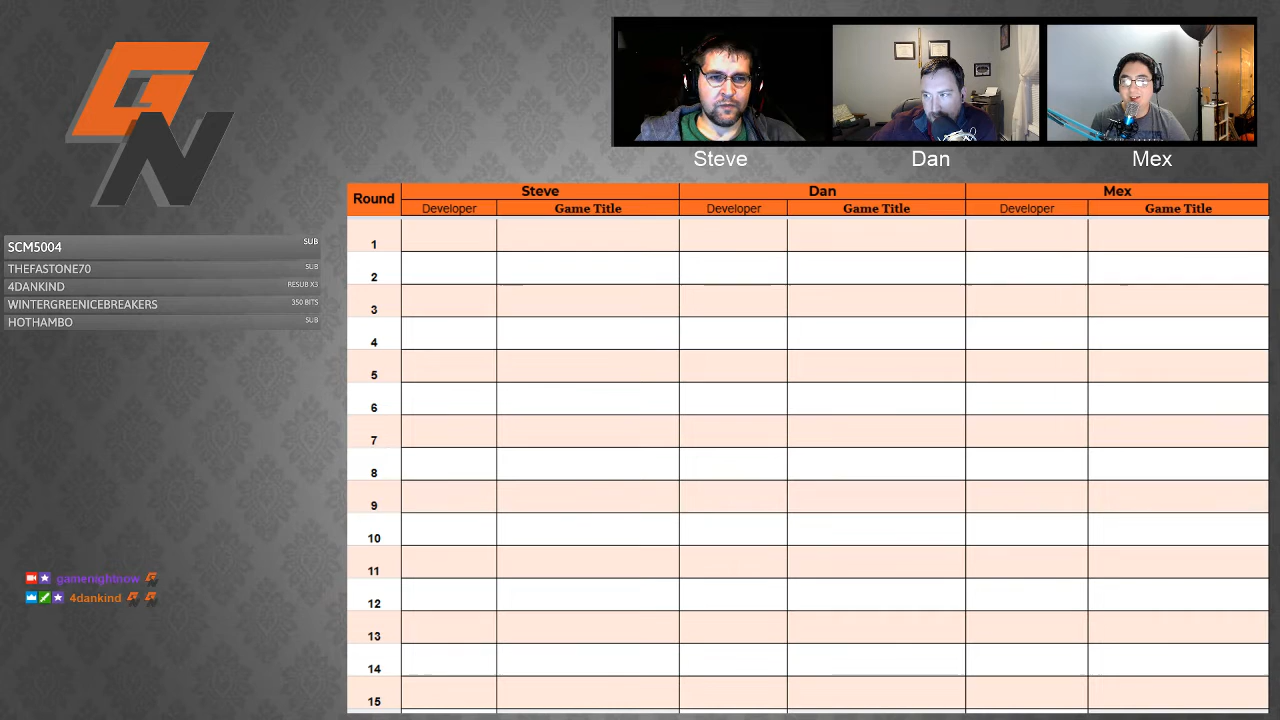 GN
Steve
Dan
Mex
SCM5004 SUB
THEFASTONE70 SUB
4DANKIND RESUB X3
WINTERGREENICEBREAKERS 350 BITS
HOTHAMBO SUB
gamenightnow
4dankind
Round Steve Dan Mex
Developer Game Title Developer Game Title Developer Game Title
1
2
3
4
5
6
7
8
9
10
11
12
13
14
15